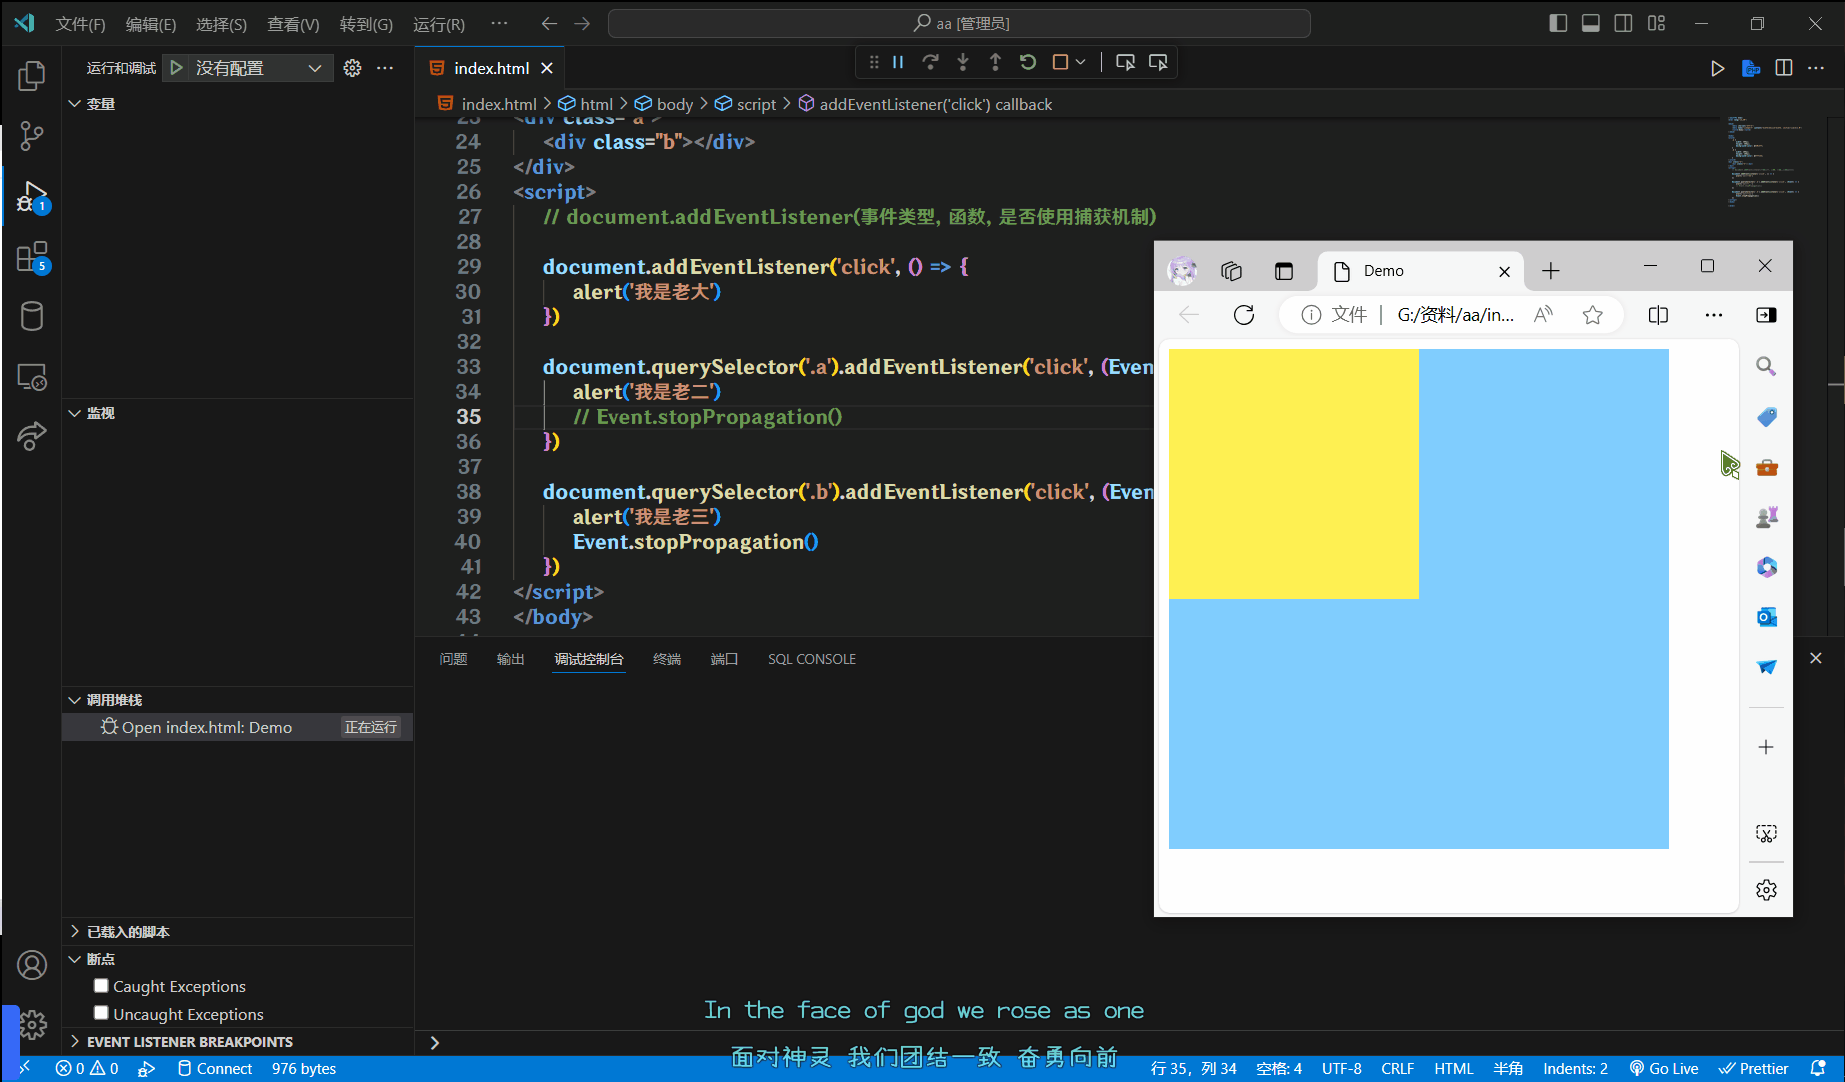 文件(F) 编辑(E) 选择(S) 查看(V) 转到(G) 运行(R) ··· aa [管理员]
运行和调试 没有配置
index.html
index.html > html > body > script > addEventListener('click') callback
变量
23 <div class="a">
24 <div class="b"></div>
25 </div>
26 <script>
27 // document.addEventListener(事件类型, 函数, 是否使用捕获机制)
28
29 document.addEventListener('click', () => {
30 alert('我是老大')
31 })
32
33 document.querySelector('.a').addEventListener('click', (Even
34 alert('我是老二')
35 // Event.stopPropagation()
36 })
37
38 document.querySelector('.b').addEventListener('click', (Even
39 alert('我是老三')
40 Event.stopPropagation()
41 })
42 </script>
43 </body>
监视
调用堆栈
Open index.html: Demo 正在运行
已载入的脚本
断点
Caught Exceptions
Uncaught Exceptions
EVENT LISTENER BREAKPOINTS
1
5
问题 输出 调试控制台 终端 端口 SQL CONSOLE
Demo
文件 | G:/资料/aa/in...
In the face of god we rose as one
面对神灵 我们团结一致 奋勇向前
0 0 Connect 976 bytes 行 35, 列 34 空格: 4 UTF-8 CRLF HTML 半角 Indents: 2 Go Live Prettier